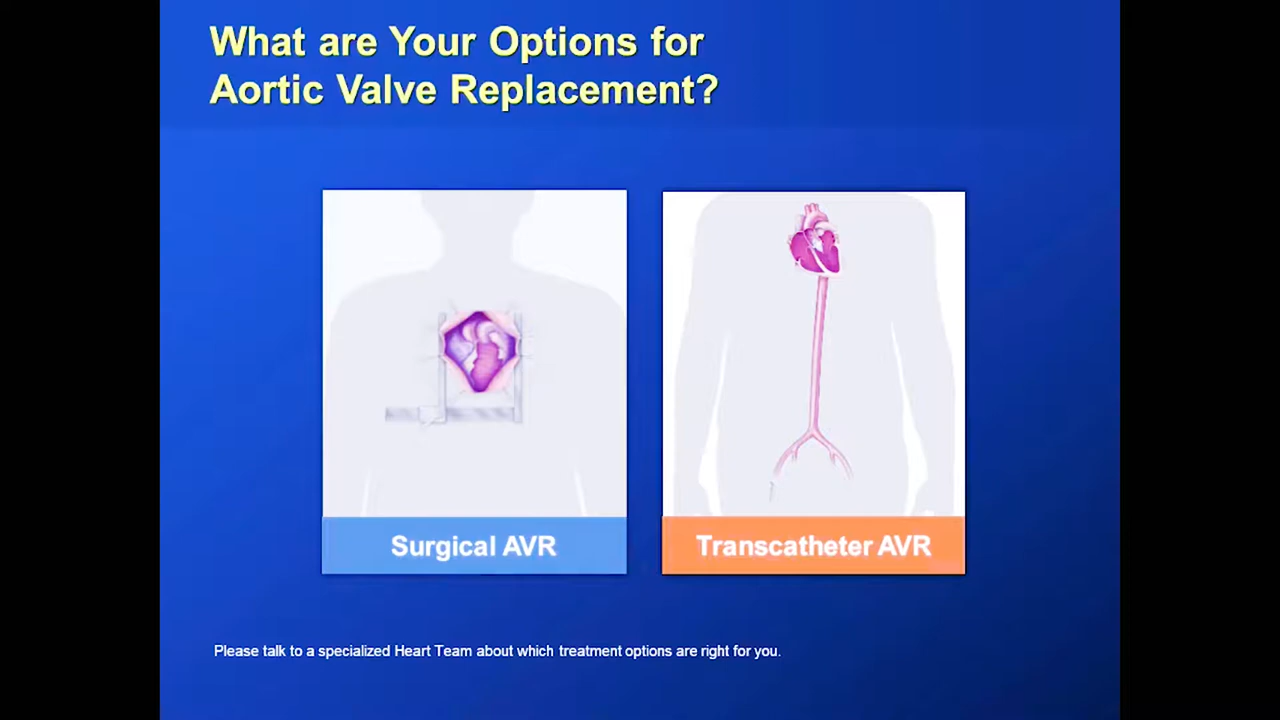 What are Your Options for
Aortic Valve Replacement?
Surgical AVR
Transcatheter AVR
Please talk to a specialized Heart Team about which treatment options are right for you.